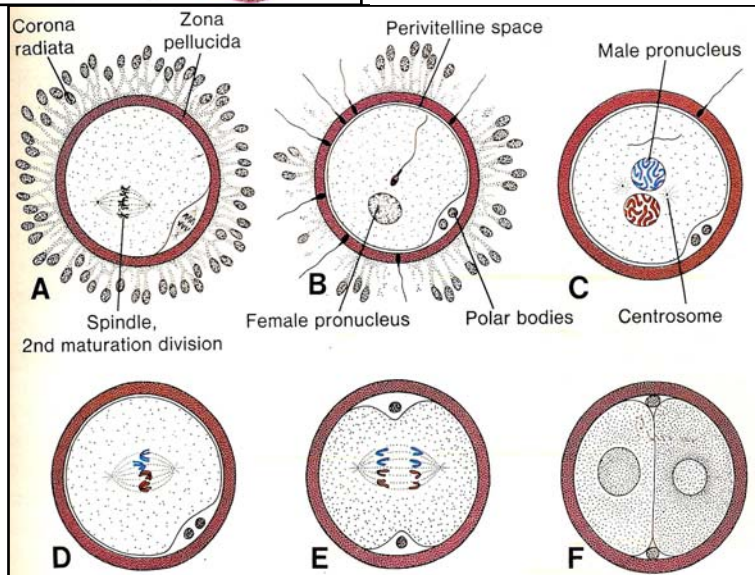 Corona
radiata
Zona
pellucida
Perivitelline space
Male pronucleus
A
B
C
Spindle,
2nd maturation division
Female pronucleus
Polar bodies
Centrosome
D
E
F